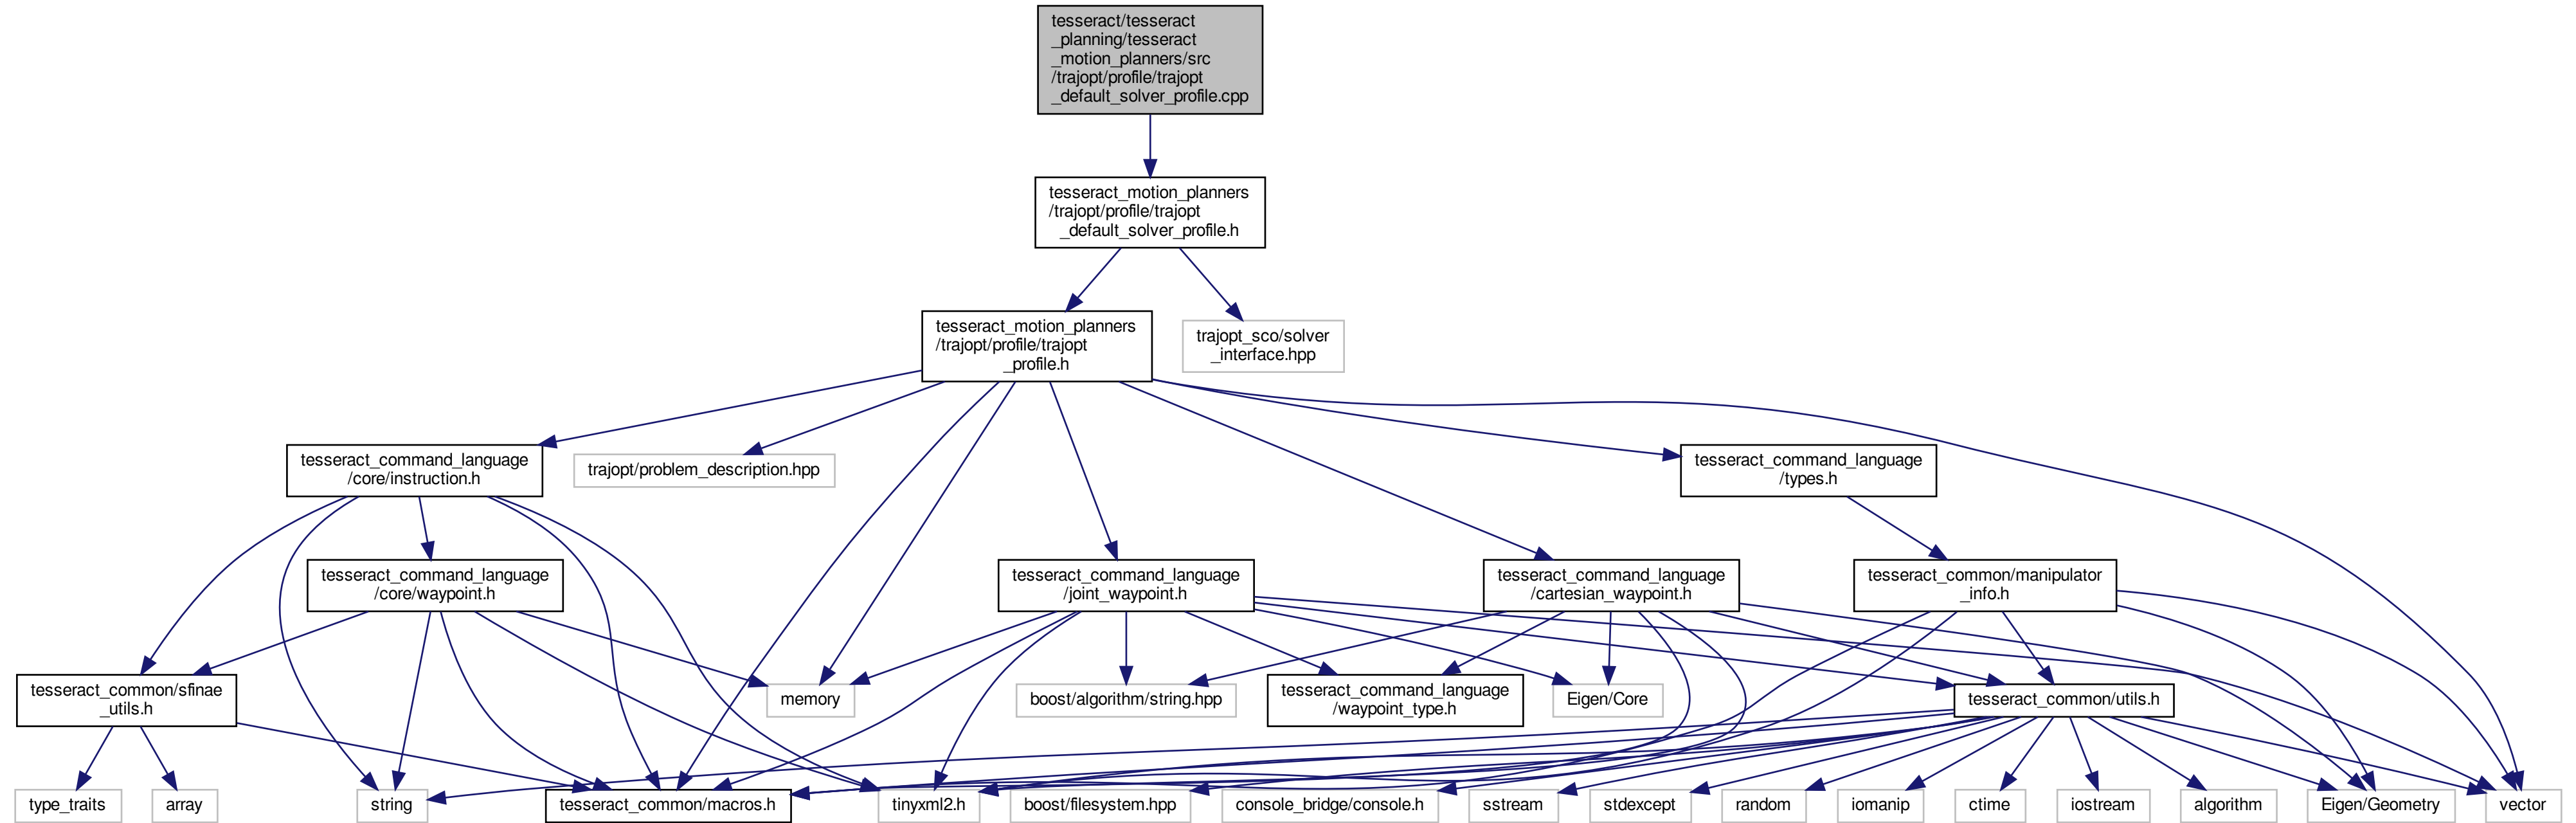 tesseract/tesseract
_planning/tesseract
_motion_planners/src
/trajopt/profile/trajopt
_default_solver_profile.cpp
tesseract_motion_planners
/trajopt/profile/trajopt
_default_solver_profile.h
tesseract_motion_planners
/trajopt/profile/trajopt
_profile.h
trajopt_sco/solver
_interface.hpp
tesseract_command_language
/core/instruction.h
trajopt/problem_description.hpp
tesseract_command_language
/types.h
tesseract_command_language
/core/waypoint.h
tesseract_command_language
/joint_waypoint.h
tesseract_command_language
/cartesian_waypoint.h
tesseract_common/manipulator
_info.h
tesseract_common/sfinae
_utils.h
memory
boost/algorithm/string.hpp
tesseract_command_language
/waypoint_type.h
Eigen/Core
tesseract_common/utils.h
type_traits
array
string
tesseract_common/macros.h
tinyxml2.h
boost/filesystem.hpp
console_bridge/console.h
sstream
stdexcept
random
iomanip
ctime
iostream
algorithm
Eigen/Geometry
vector